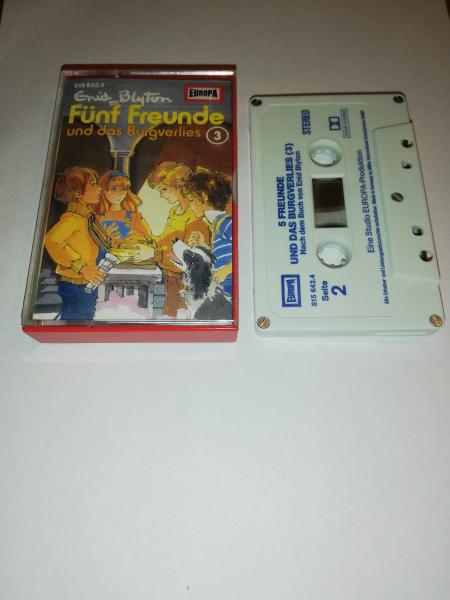 515 642.4
EUROPA
Enid Blyton
Fünf Freunde
und das Burgverlies 3
5 FREUNDE
UND DAS BURGVERLIES (3)
Nach dem Buch von Enid Blyton
STEREO
EUROPA
515 642.4
Seite
2
Eine Studio EUROPA-Produktion